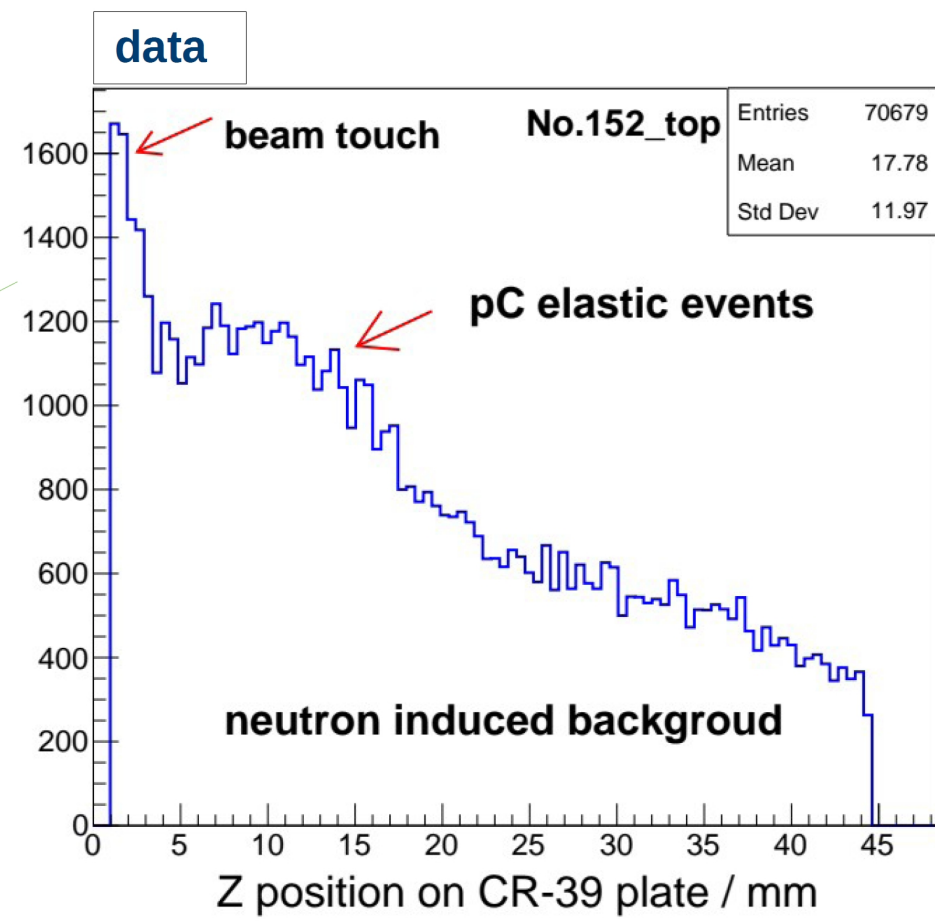 data
beam touch
No.152_top
Entries 70679
Mean 17.78
Std Dev 11.97
pC elastic events
neutron induced backgroud
1600
1400
1200
1000
800
600
400
200
0
0 5 10 15 20 25 30 35 40 45
Z position on CR-39 plate / mm